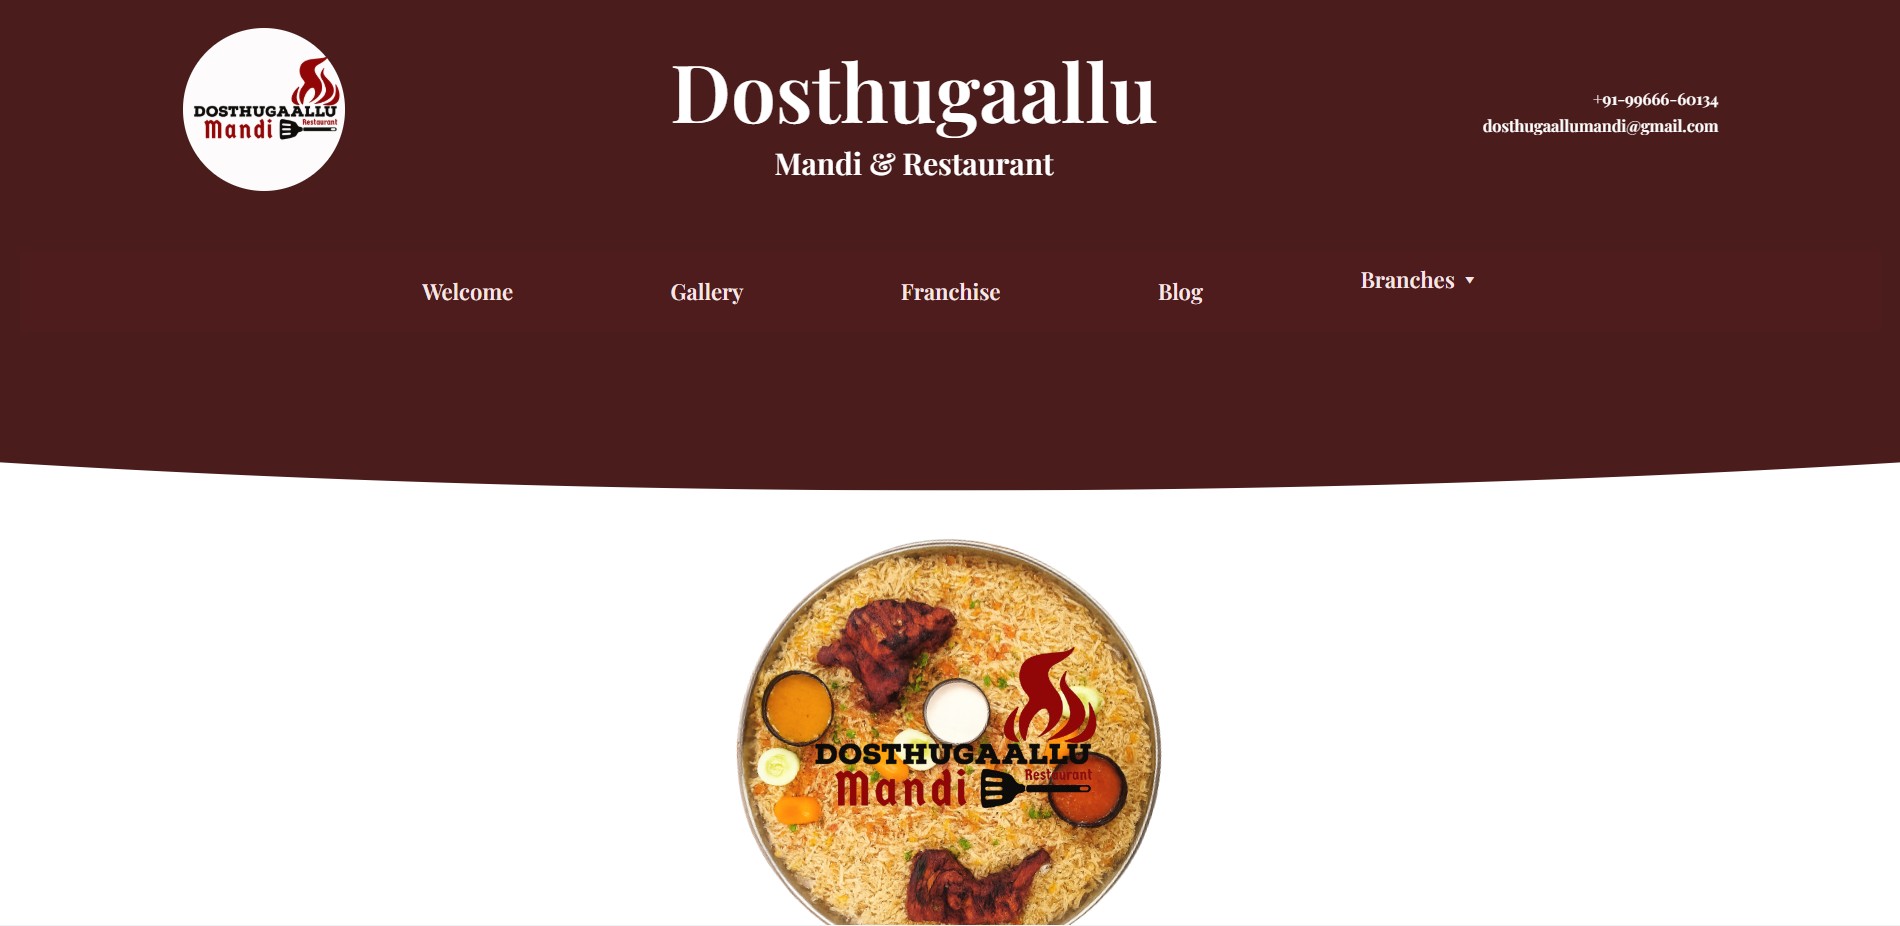 DOSTHUGAALLU
Mandi Restaurant
Dosthugaallu
Mandi & Restaurant
+91-99666-60134
dosthugaallumandi@gmail.com
Welcome Gallery Franchise Blog Branches
DOSTHUGAALLU
Mandi Restaurant